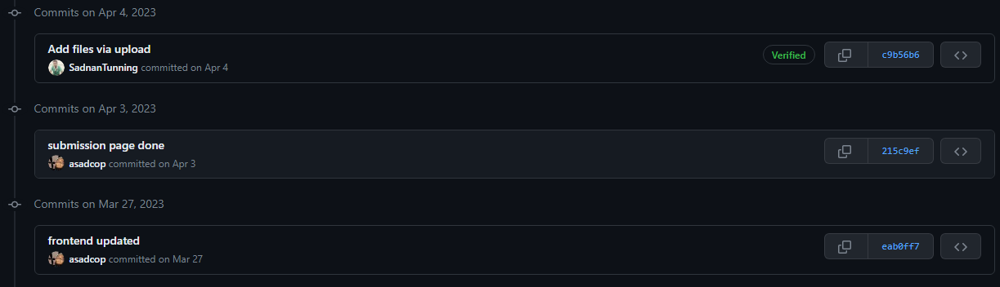 Commits on Apr 4, 2023
Add files via upload
SadnanTunning committed on Apr 4
Verified
c9b56b6
Commits on Apr 3, 2023
submission page done
asadcop committed on Apr 3
215c9ef
Commits on Mar 27, 2023
frontend updated
asadcop committed on Mar 27
eab0ff7